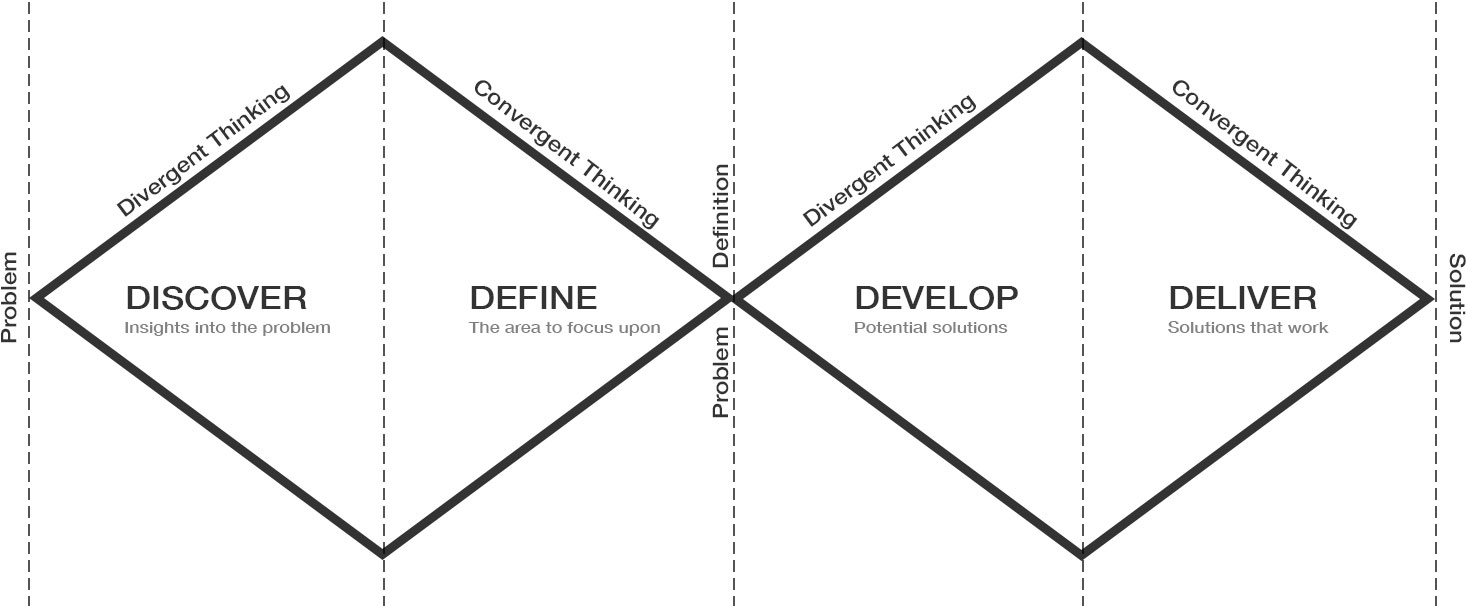 Problem
Divergent Thinking
DISCOVER
Insights into the problem
Convergent Thinking
DEFINE
The area to focus upon
Problem Definition
Divergent Thinking
DEVELOP
Potential solutions
Convergent Thinking
DELIVER
Solutions that work
Solution